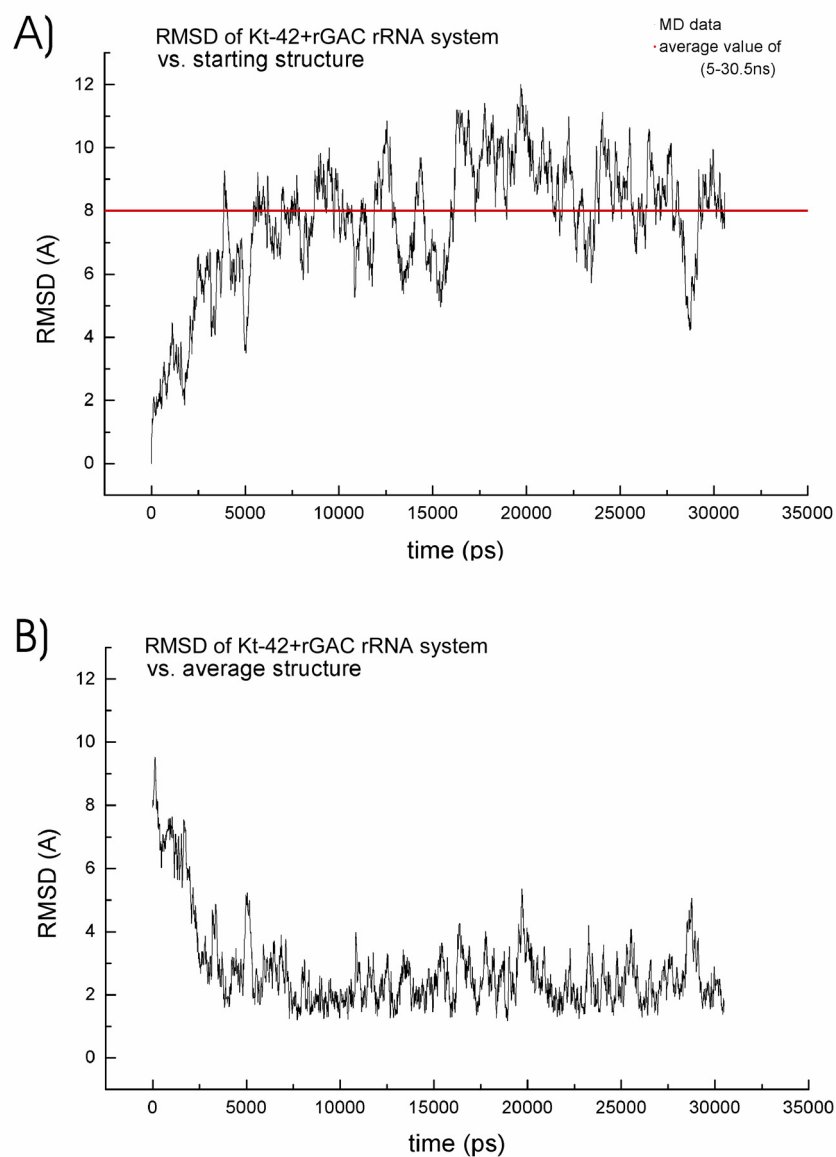 A)
RMSD of Kt-42+rGAC rRNA system
vs. starting structure
MD data
average value of
(5-30.5ns)
12
10
8
6
4
2
0
RMSD (A)
0 5000 10000 15000 20000 25000 30000 35000
time (ps)
B)
RMSD of Kt-42+rGAC rRNA system
vs. average structure
12
10
8
6
4
2
0
RMSD (A)
0 5000 10000 15000 20000 25000 30000 35000
time (ps)